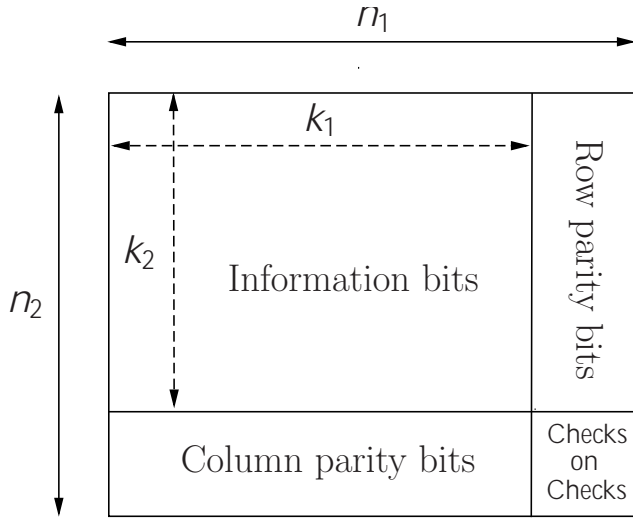 n₁
k₁
Row parity bits
k₂
Information bits
n₂
Column parity bits
Checks
on
Checks